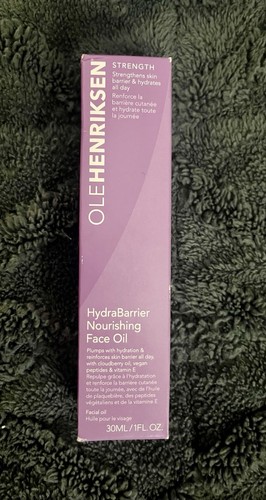 OLEHENRIKSEN
STRENGTH
Strengthens skin
barrier & hydrates
all day
Renforce la
barrière cutanée
et hydrate toute
la journée
HydraBarrier
Nourishing
Face Oil
Plumps with hydration &
reinforces skin barrier all day,
with cloudberry oil, vegan
peptides & vitamin E
Repulpe grâce à l'hydratation
et renforce la barrière cutanée
toute la journée, avec de l'huile
de plaquebière, des peptides
végétaliens et de la vitamine E
Facial oil
Huile pour le visage
30ML/1FL.OZ.